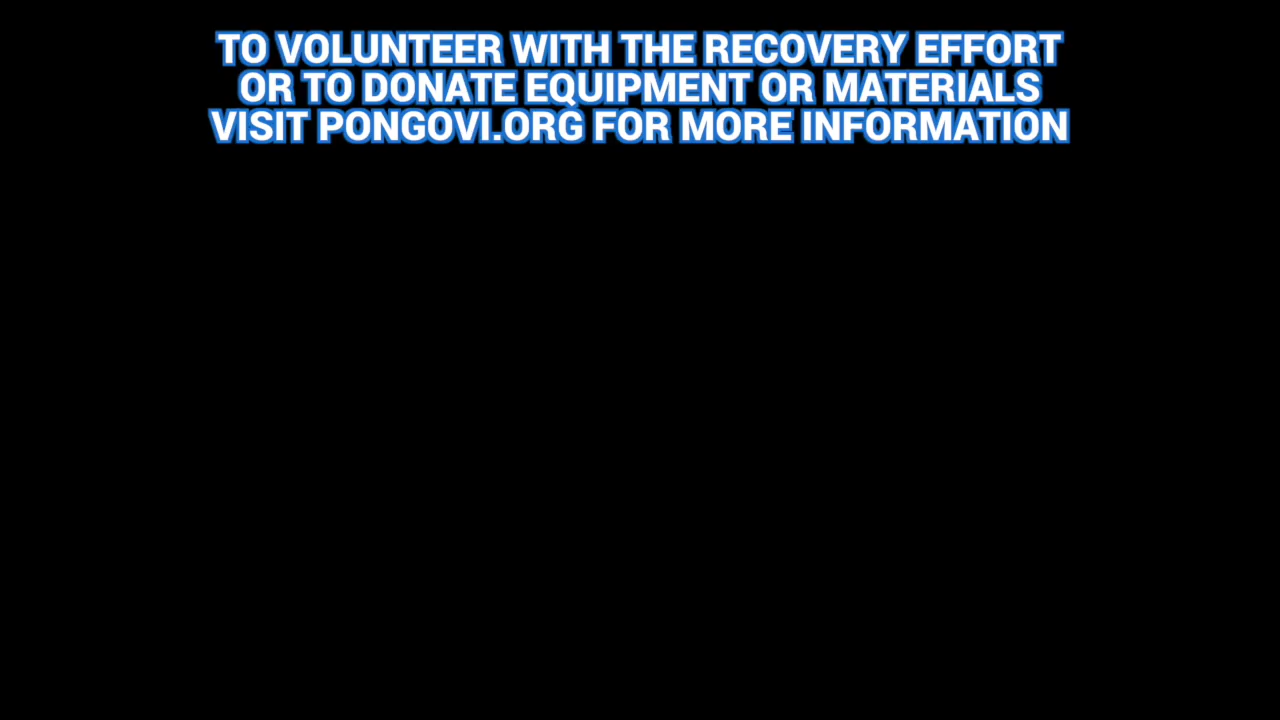 TO VOLUNTEER WITH THE RECOVERY EFFORT
OR TO DONATE EQUIPMENT OR MATERIALS
VISIT PONGOVI.ORG FOR MORE INFORMATION